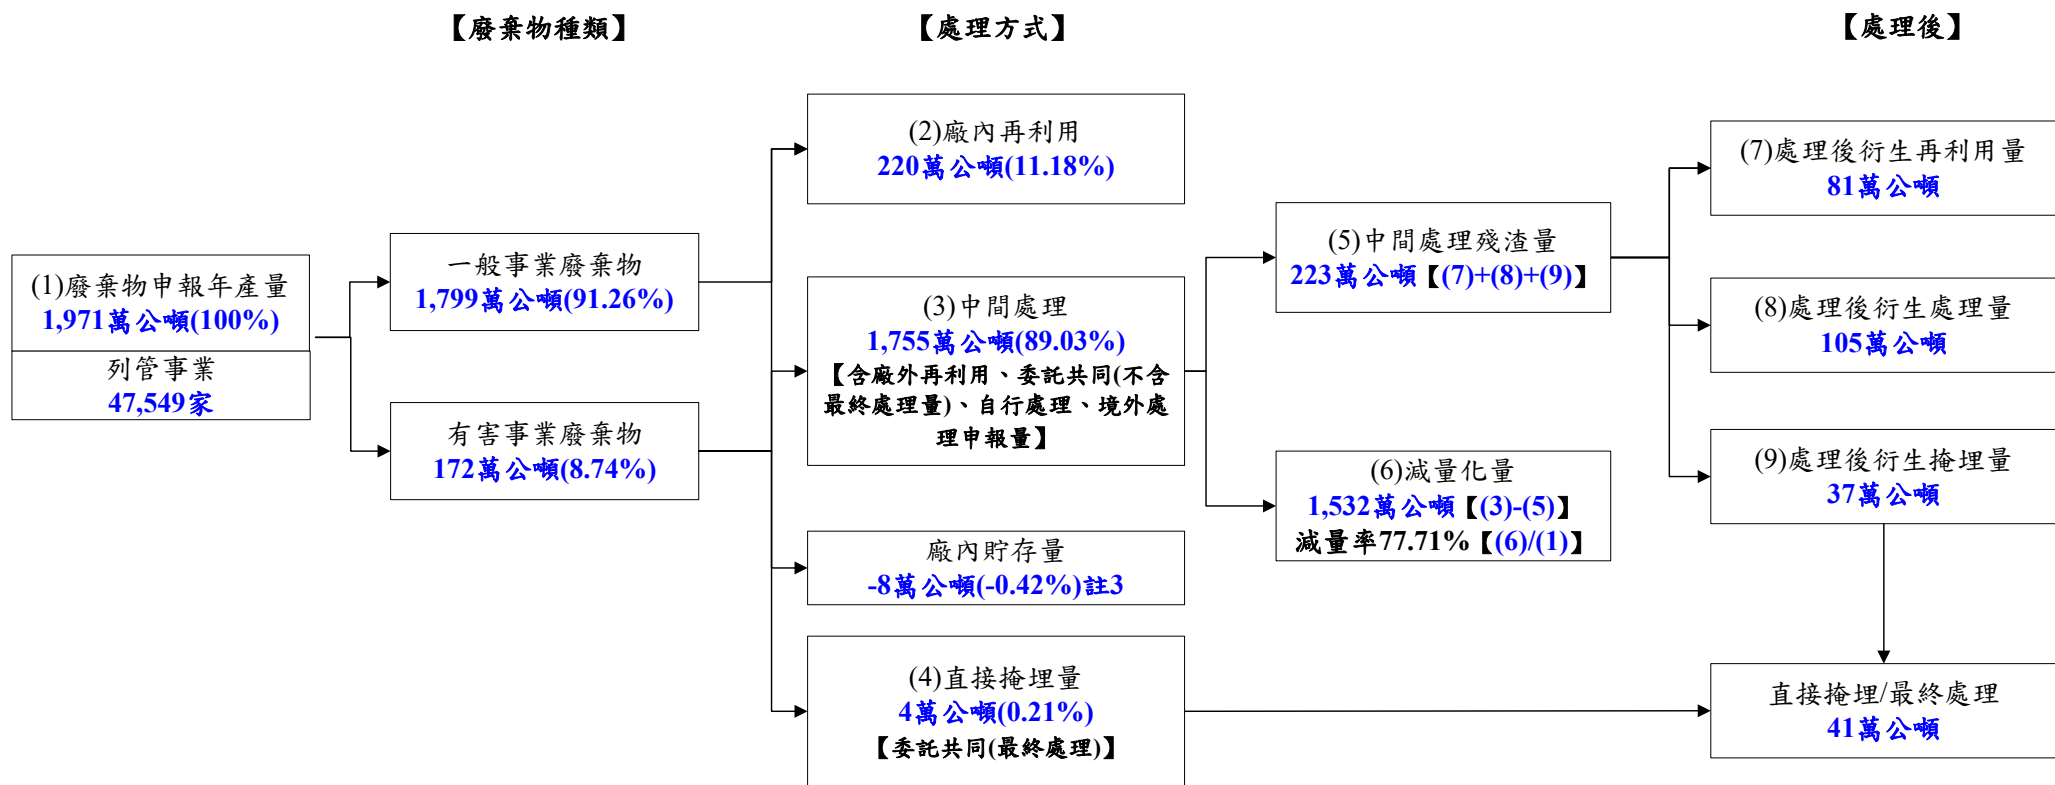 【廢棄物種類】
【處理方式】
【處理後】
(1)廢棄物申報年產量
1,971萬公噸(100%)
列管事業
47,549家
一般事業廢棄物
1,799萬公噸(91.26%)
有害事業廢棄物
172萬公噸(8.74%)
(2)廠內再利用
220萬公噸(11.18%)
(3)中間處理
1,755萬公噸(89.03%)
【含廠外再利用、委託共同(不含
最終處理量)、自行處理、境外處
理申報量】
廠內貯存量
-8萬公噸(-0.42%)註3
(4)直接掩埋量
4萬公噸(0.21%)
【委託共同(最終處理)】
(5)中間處理殘渣量
223萬公噸【(7)+(8)+(9)】
(6)減量化量
1,532萬公噸【(3)-(5)】
減量率77.71%【(6)/(1)】
(7)處理後衍生再利用量
81萬公噸
(8)處理後衍生處理量
105萬公噸
(9)處理後衍生掩埋量
37萬公噸
直接掩埋/最終處理
41萬公噸